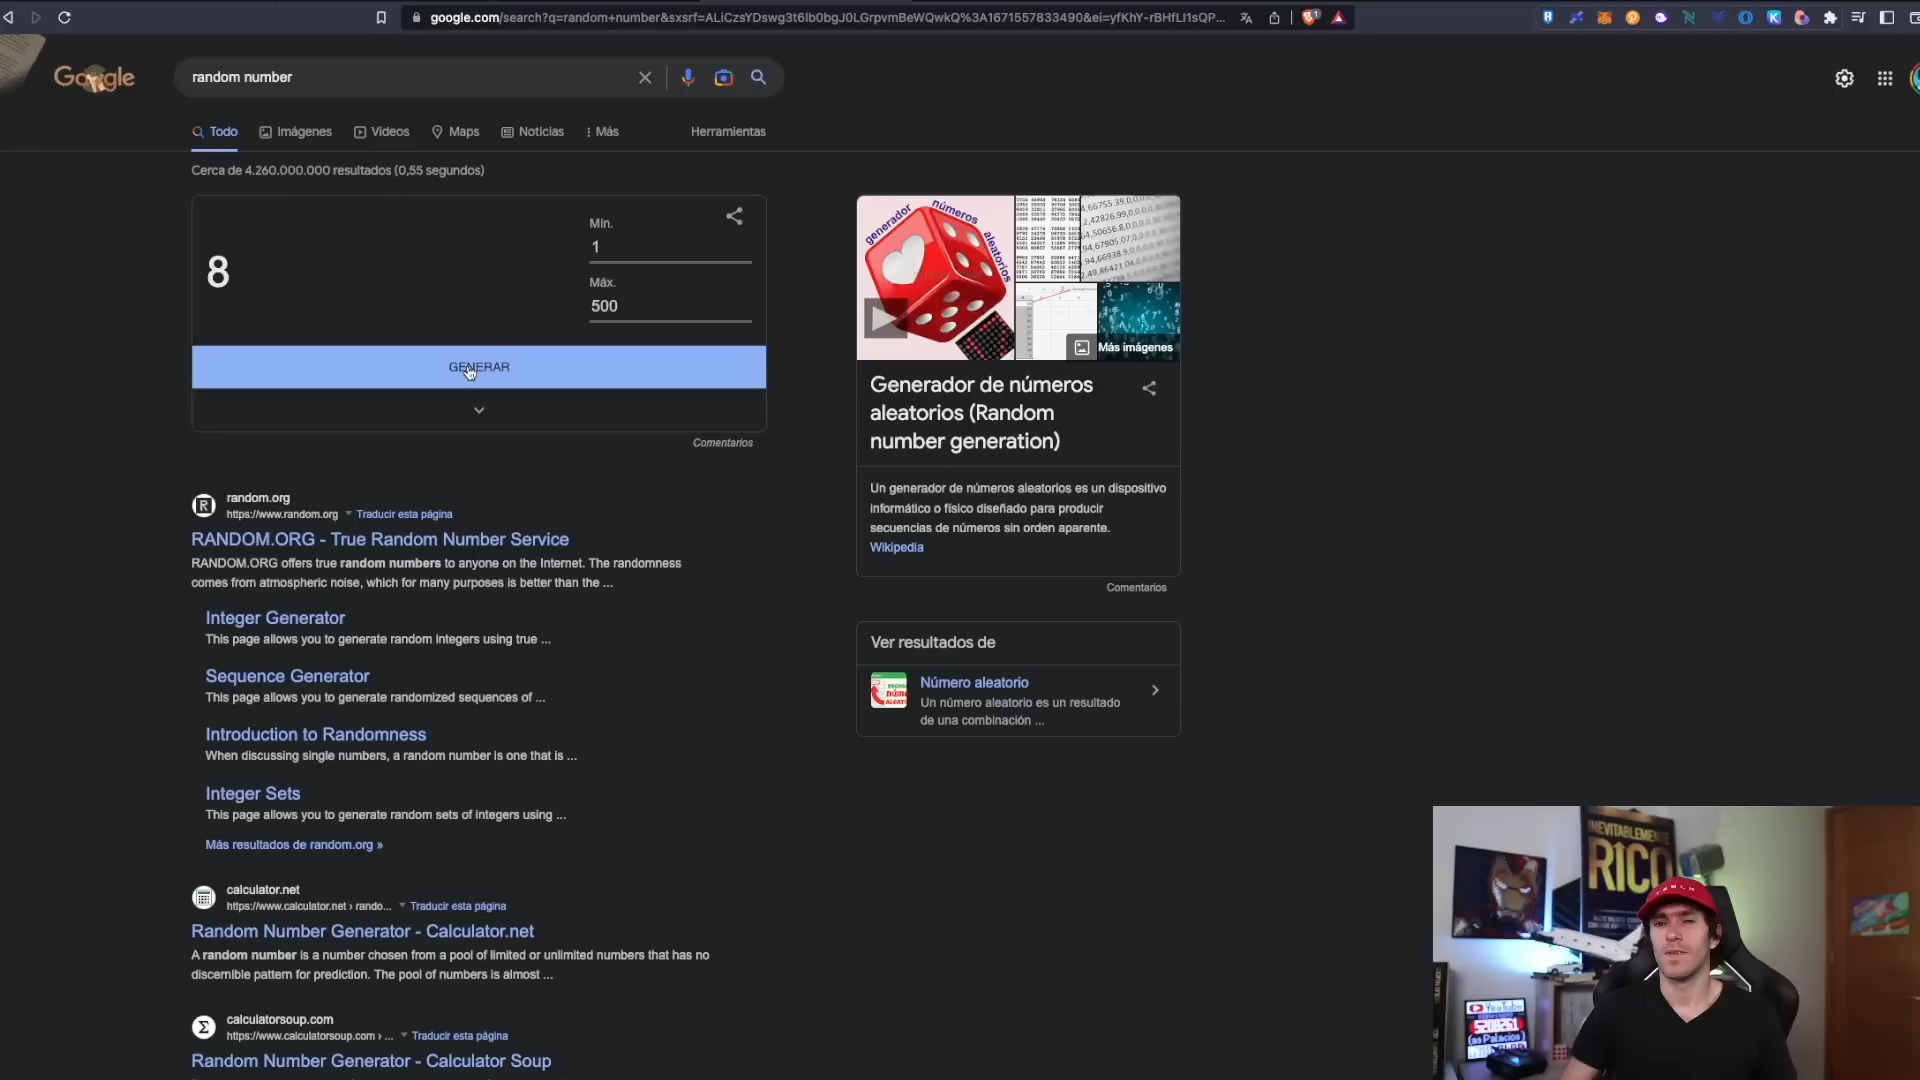 google.com/search?q=random+number&sxsrf=ALiCzsYDswg3t6lb0bgJ0LGrpvmBeWQwkQ%3A1671557833490&ei=yfKhY-rBHfLI1sQP...
Google
random number
Todo
Imágenes
Vídeos
Maps
Noticias
Más
Herramientas
Cerca de 4.260.000.000 resultados (0,55 segundos)
8
Mín.
1
Máx.
500
GENERAR
Comentarios
random.org
https://www.random.org
Traducir esta página
RANDOM.ORG - True Random Number Service
RANDOM.ORG offers true random numbers to anyone on the Internet. The randomness
comes from atmospheric noise, which for many purposes is better than the ...
Integer Generator
This page allows you to generate random integers using true ...
Sequence Generator
This page allows you to generate randomized sequences of ...
Introduction to Randomness
When discussing single numbers, a random number is one that is ...
Integer Sets
This page allows you to generate random sets of integers using ...
Más resultados de random.org »
calculator.net
https://www.calculator.net › rando...
Traducir esta página
Random Number Generator - Calculator.net
A random number is a number chosen from a pool of limited or unlimited numbers that has no
discernible pattern for prediction. The pool of numbers is almost ...
calculatorsoup.com
https://www.calculatorsoup.com › ...
Traducir esta página
Random Number Generator - Calculator Soup
generador números aleatorios
Más imágenes
Generador de números
aleatorios (Random
number generation)
Un generador de números aleatorios es un dispositivo
informático o físico diseñado para producir
secuencias de números sin orden aparente.
Wikipedia
Comentarios
Ver resultados de
Número aleatorio
Un número aleatorio es un resultado
de una combinación ...
INEVITABLEMENTE
RICO
YouTube
5208261